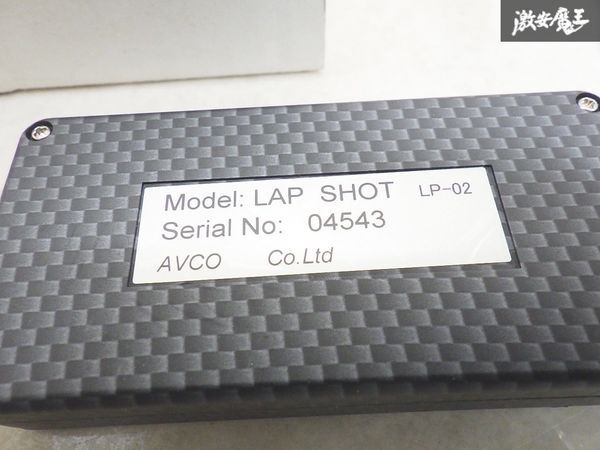 激安魔王
Model: LAP SHOT LP-02
Serial No: 04543
AVCO Co.Ltd